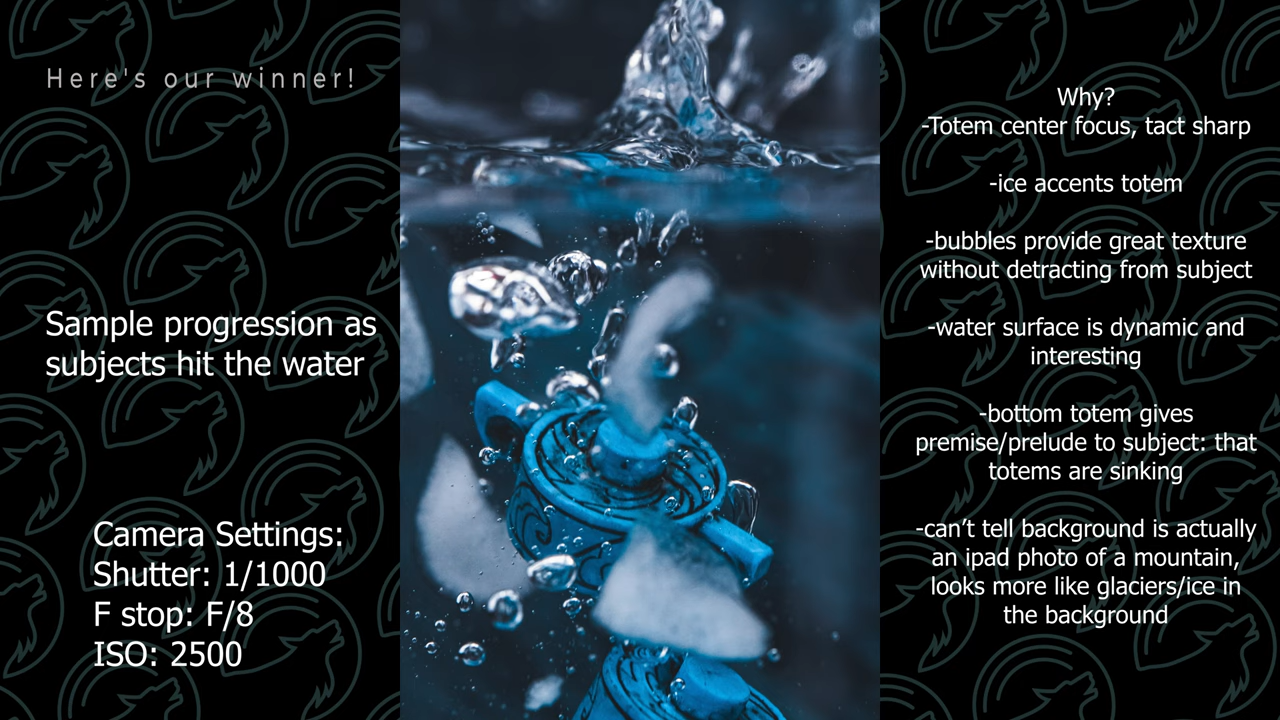 Here's our winner!
Sample progression as
subjects hit the water
Camera Settings:
Shutter: 1/1000
F stop: F/8
ISO: 2500
Why?
-Totem center focus, tact sharp
-ice accents totem
-bubbles provide great texture
without detracting from subject
-water surface is dynamic and
interesting
-bottom totem gives
premise/prelude to subject: that
totems are sinking
-can’t tell background is actually
an ipad photo of a mountain,
looks more like glaciers/ice in
the background